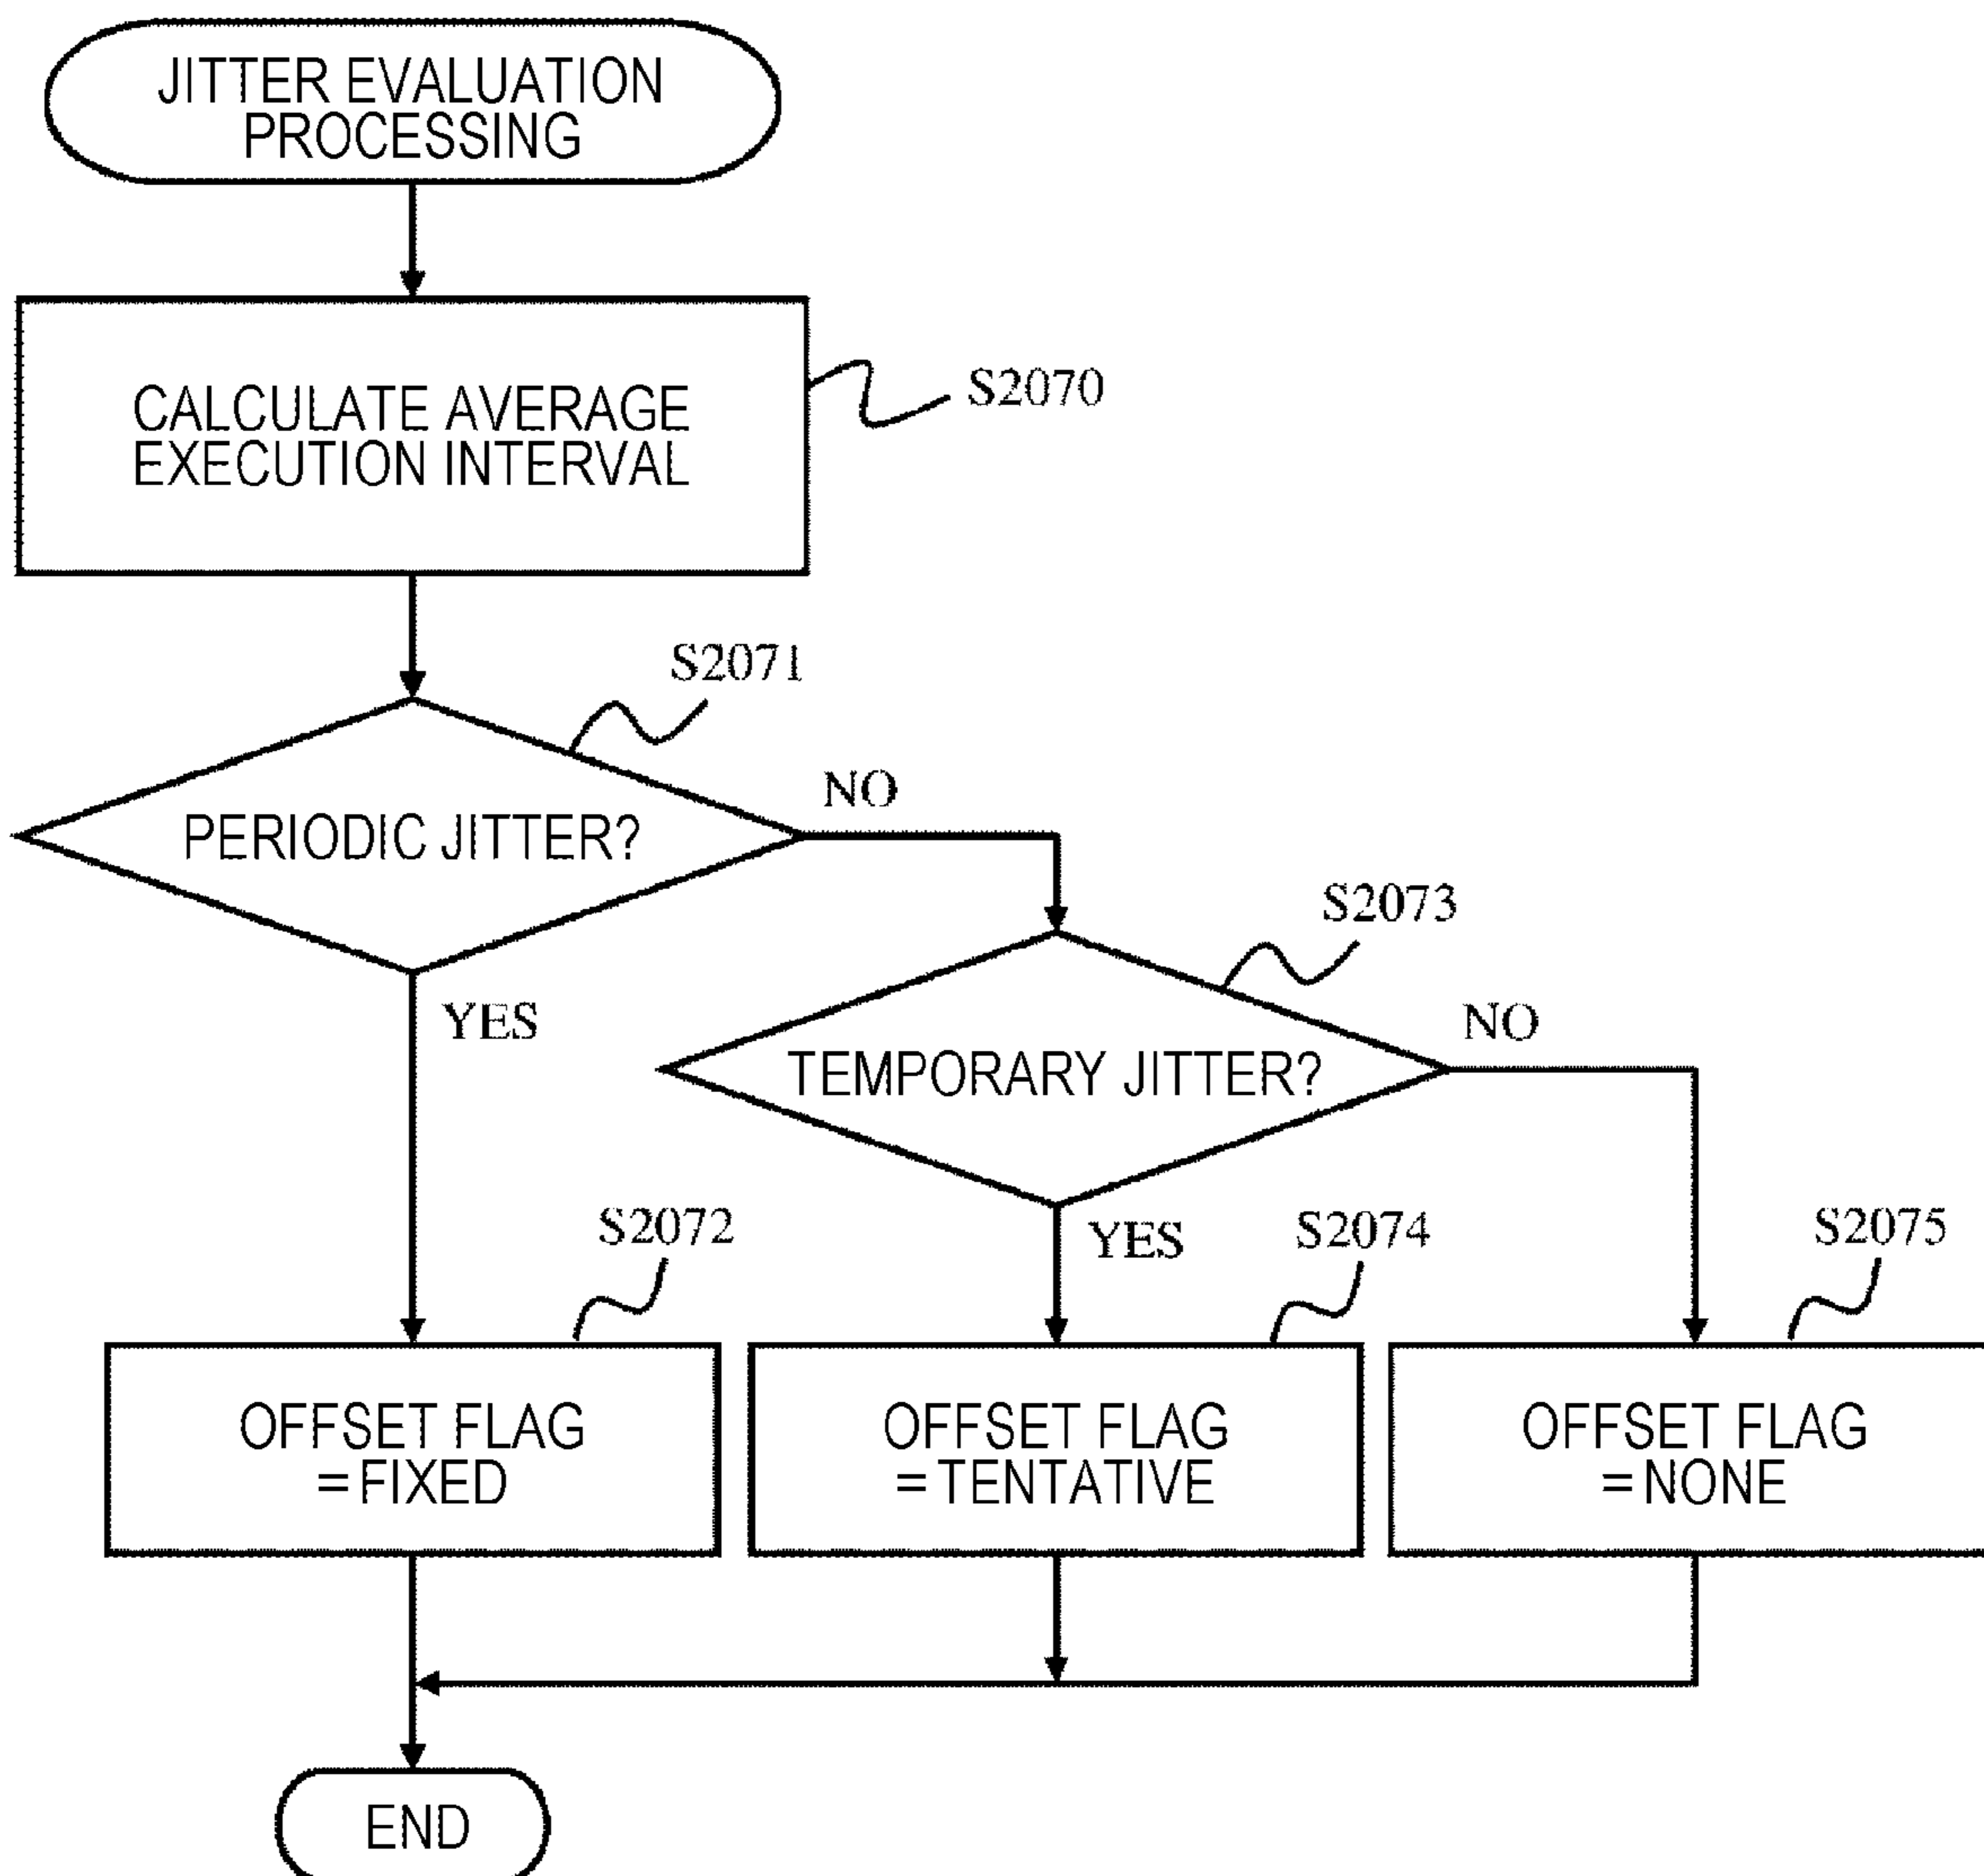 JITTER EVALUATION
PROCESSING
CALCULATE AVERAGE
EXECUTION INTERVAL
S2070
S2071
PERIODIC JITTER?
NO
YES
S2073
TEMPORARY JITTER?
NO
YES
S2072
OFFSET FLAG
=FIXED
S2074
OFFSET FLAG
=TENTATIVE
S2075
OFFSET FLAG
=NONE
END